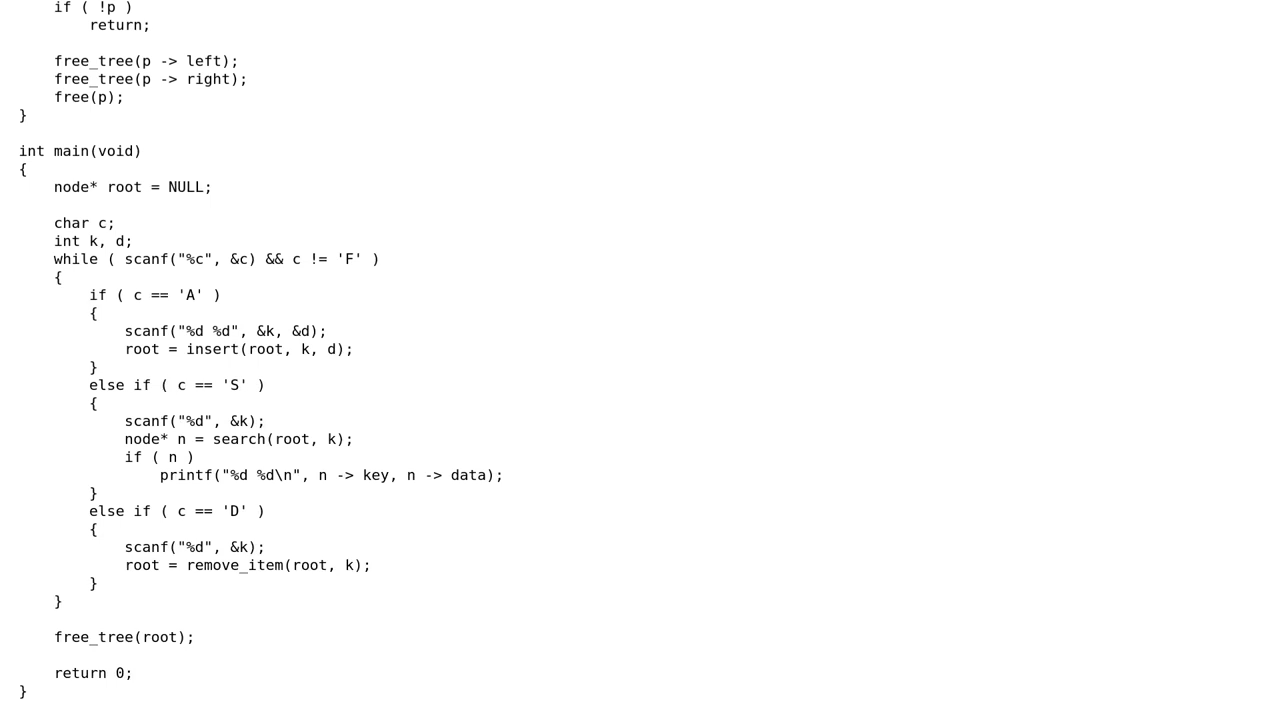 if ( !p )
        return;

    free_tree(p -> left);
    free_tree(p -> right);
    free(p);
}

int main(void)
{
    node* root = NULL;

    char c;
    int k, d;
    while ( scanf("%c", &c) && c != 'F' )
    {
        if ( c == 'A' )
        {
            scanf("%d %d", &k, &d);
            root = insert(root, k, d);
        }
        else if ( c == 'S' )
        {
            scanf("%d", &k);
            node* n = search(root, k);
            if ( n )
                printf("%d %d\n", n -> key, n -> data);
        }
        else if ( c == 'D' )
        {
            scanf("%d", &k);
            root = remove_item(root, k);
        }
    }

    free_tree(root);

    return 0;
}